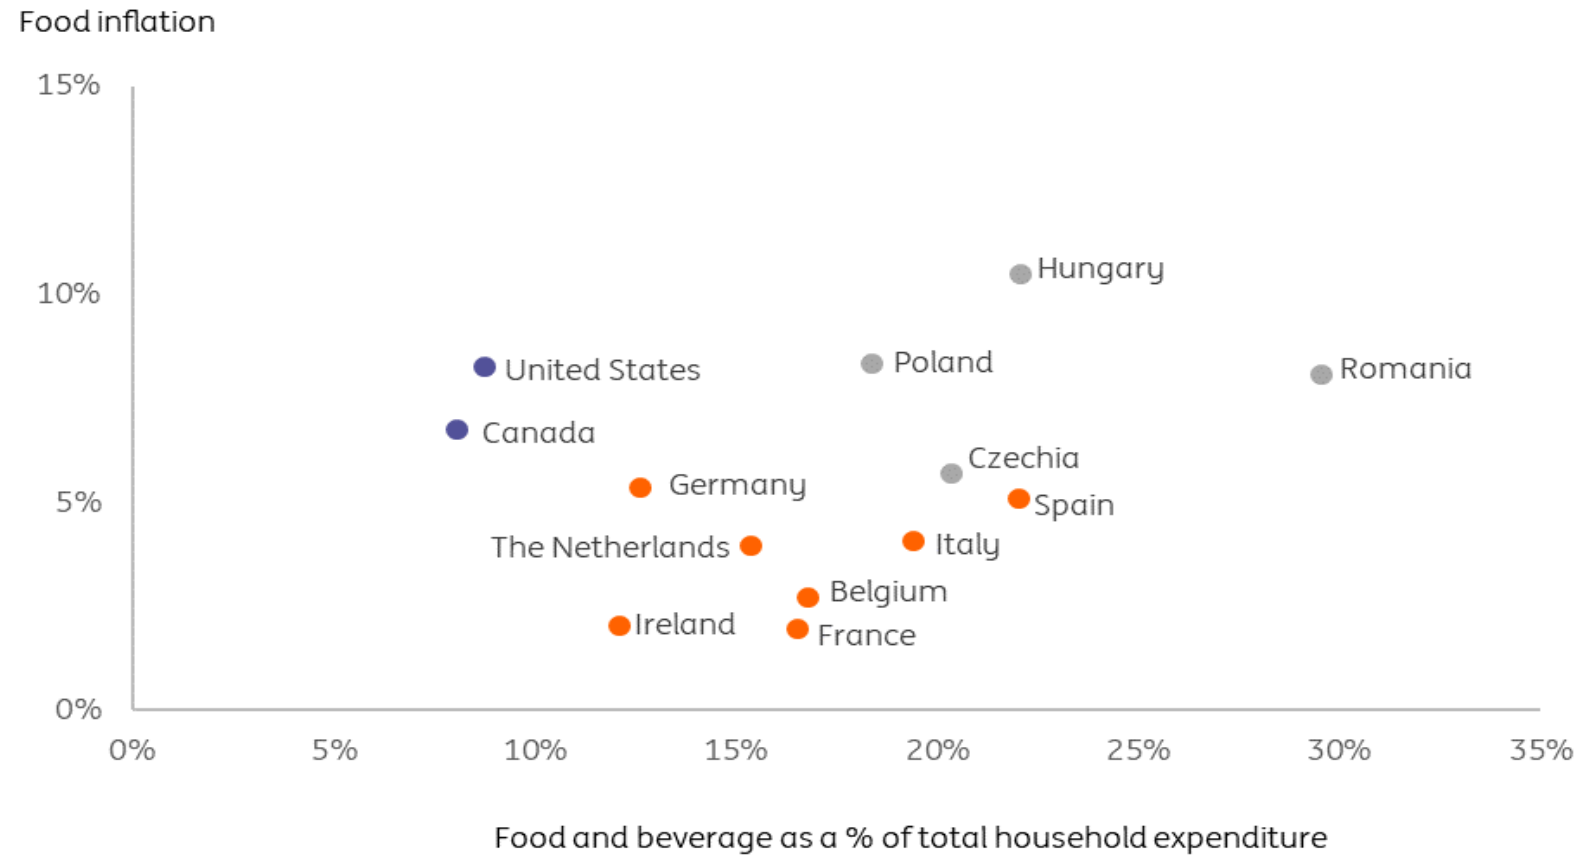 Food inflation
15%
10%
5%
0%
Hungary
United States
Poland
Romania
Canada
Czechia
Germany
Spain
The Netherlands
Italy
Belgium
Ireland
France
0% 5% 10% 15% 20% 25% 30% 35%
Food and beverage as a % of total household expenditure